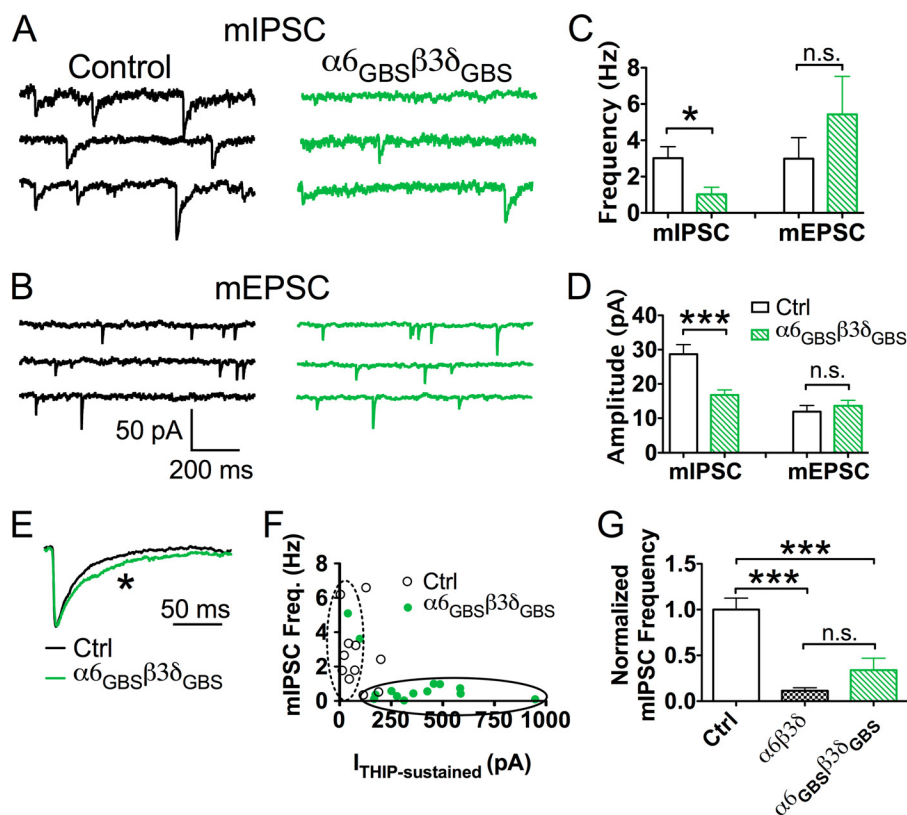 A
mIPSC
Control
α6GBSβ3δGBS
B
mEPSC
50 pA
200 ms
C
Frequency (Hz)
8
6
4
2
0
*
n.s.
mIPSC
mEPSC
D
Amplitude (pA)
40
30
20
10
0
***
n.s.
Ctrl
α6GBSβ3δGBS
mIPSC
mEPSC
E
*
50 ms
Ctrl
α6GBSβ3δGBS
F
mIPSC Freq. (Hz)
8
6
4
2
0
Ctrl
α6GBSβ3δGBS
0
250
500
750
1000
ITHIP-sustained (pA)
G
Normalized
mIPSC Frequency
1.5
1.0
0.5
0.0
***
***
n.s.
Ctrl
α6β3δ
α6GBSβ3δGBS